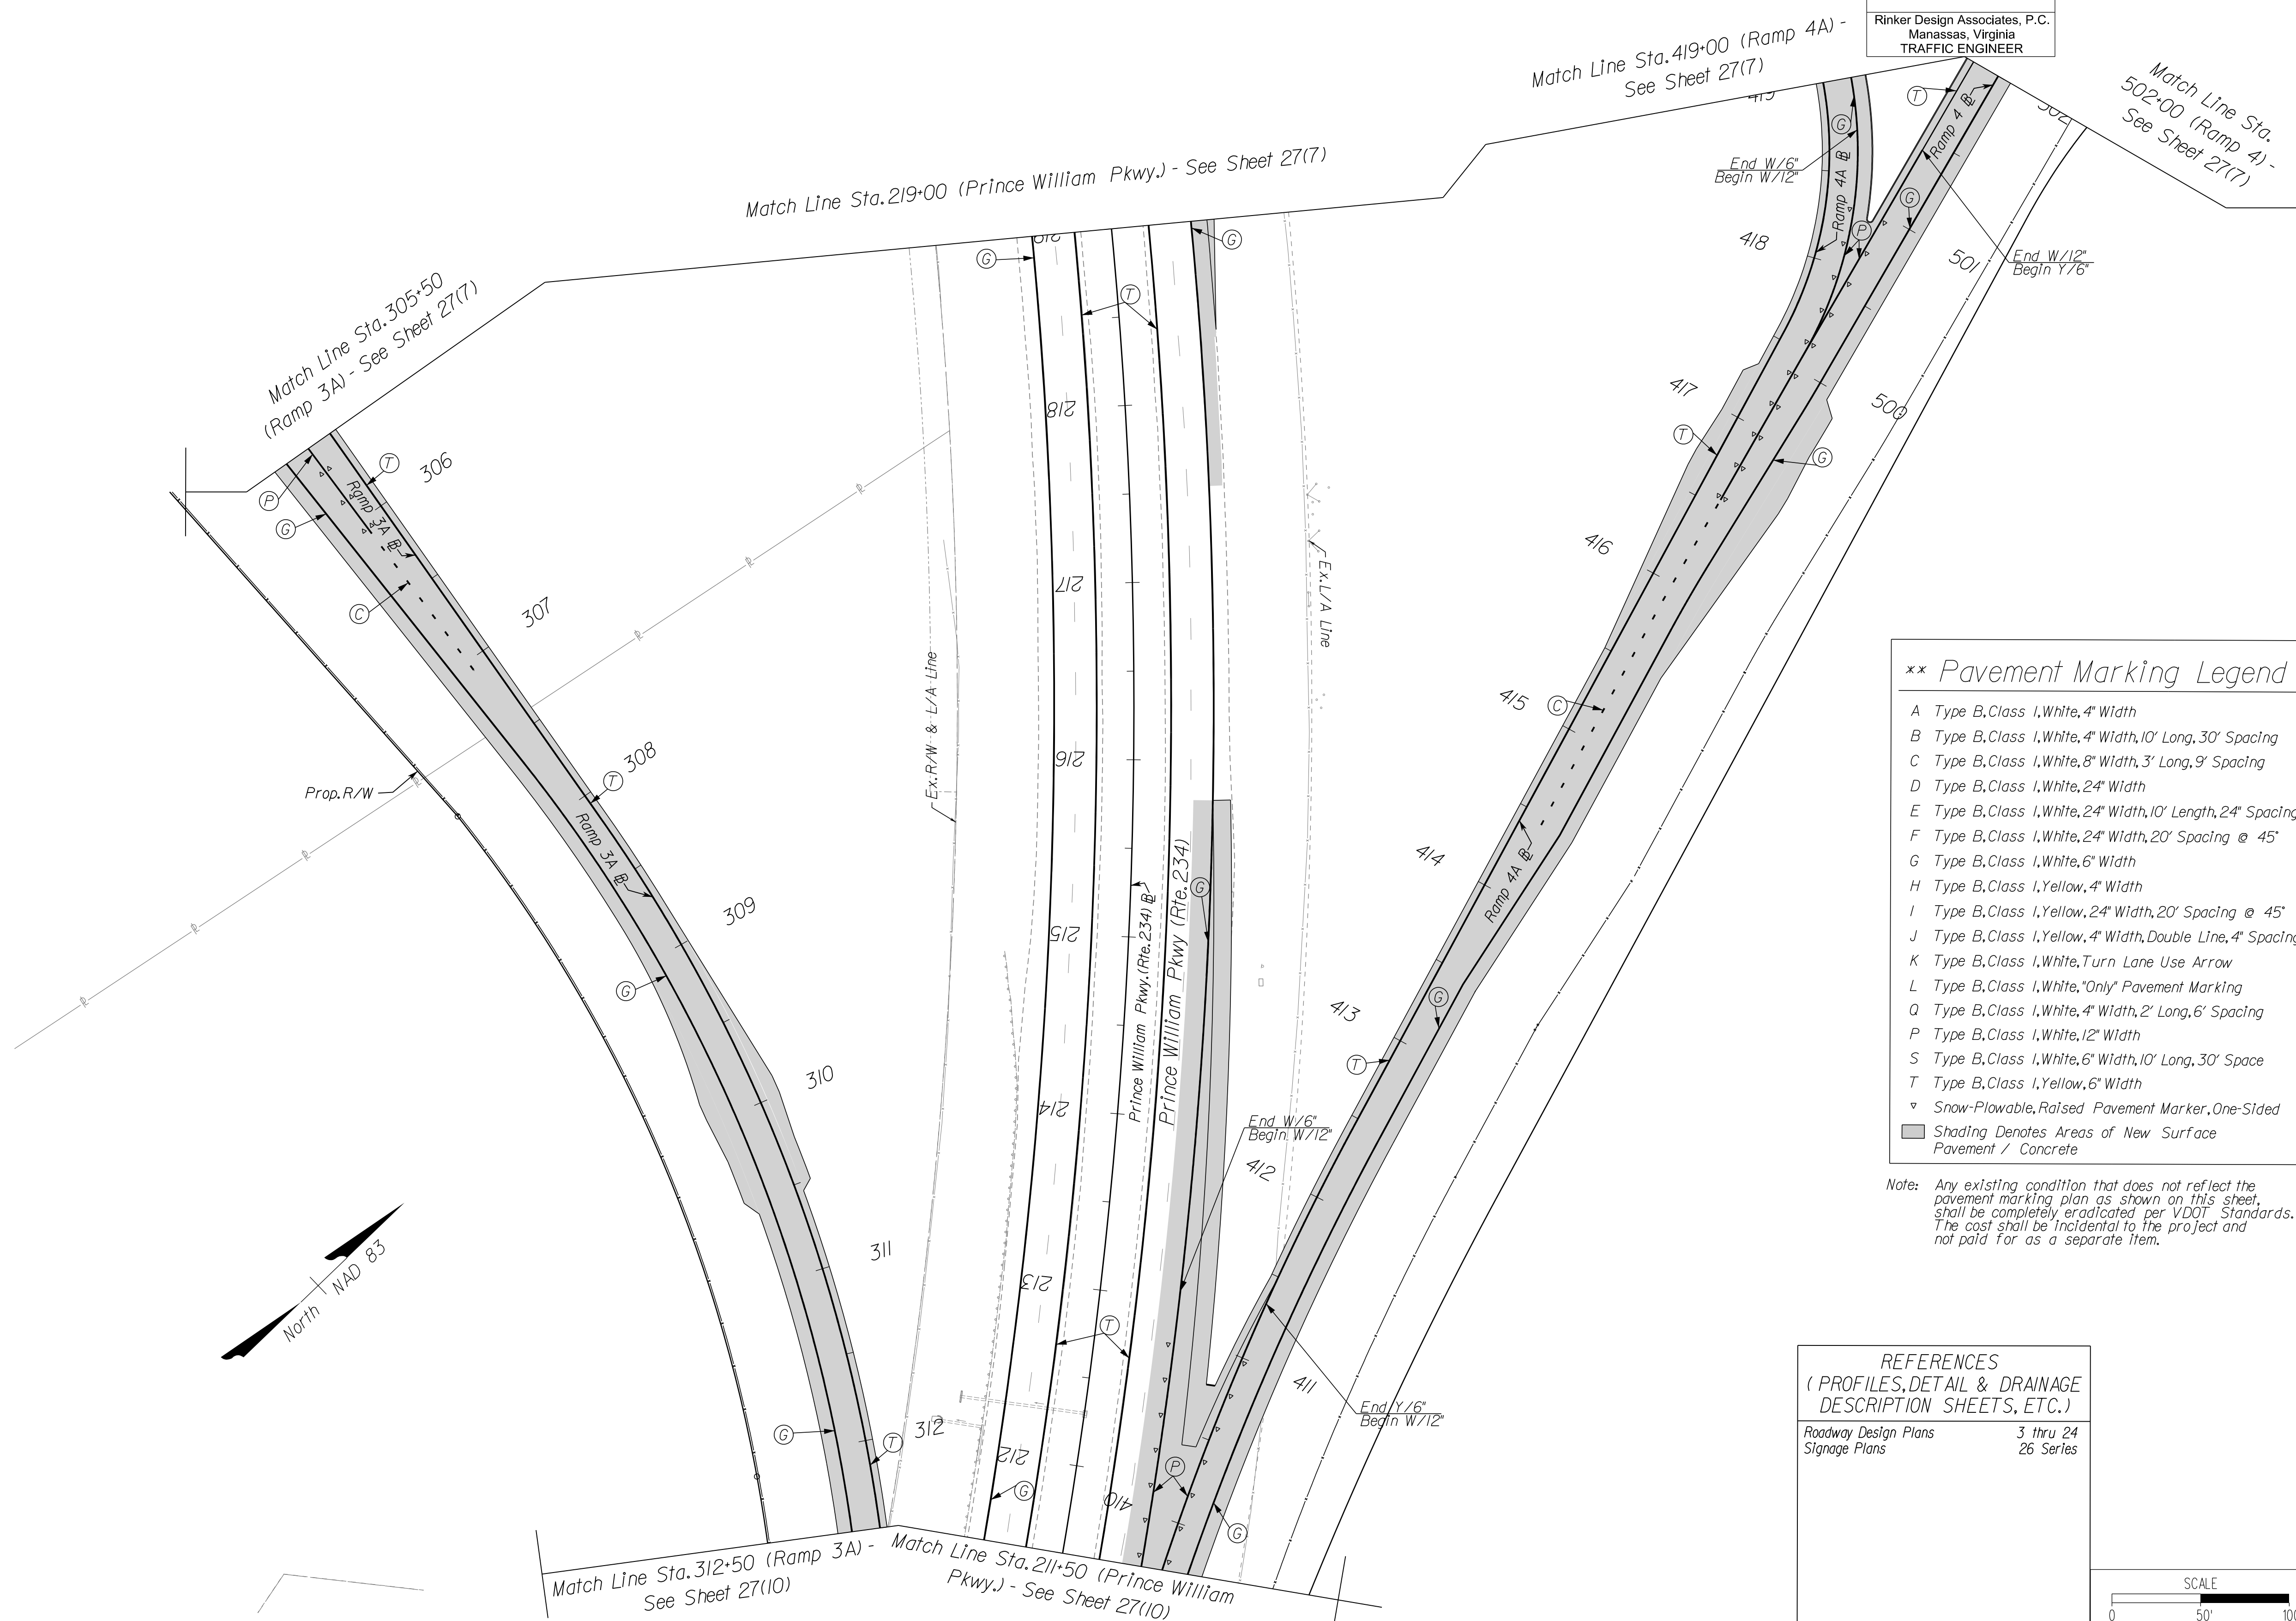 Rinker Design Associates, P.C.
Manassas, Virginia
TRAFFIC ENGINEER
Match Line Sta. 419+00 (Ramp 4A) -
See Sheet 27(7)
Match Line Sta.
502+00 (Ramp 4) -
See Sheet 27(7)
Match Line Sta. 219+00 (Prince William Pkwy.) - See Sheet 27(7)
Match Line Sta. 305+50
(Ramp 3A) - See Sheet 27(7)
419
502
T
G
Ramp 4 BL
End W/6"
Begin W/12"
Ramp 4A BL
G
P
418
501
End W/12"
Begin Y/6"
G
G
219
T
417
500
T
G
218
306
T
P
G
Ramp 3A BL
416
Ex. L/A Line
217
307
C
415
C
Ex. R/W & L/A Line
216
308
T
Prop. R/W
Ramp 3A BL
414
Ramp 4A BL
G
Prince William Pkwy. (Rte. 234) BL
Prince William Pkwy (Rte. 234)
215
309
G
413
G
T
214
310
End W/6"
Begin W/12"
412
213
311
T
411
End Y/6"
Begin W/12"
312
G
T
212
G
410
P
G
North
NAD 83
Match Line Sta. 312+50 (Ramp 3A) -
See Sheet 27(10)
Match Line Sta. 211+50 (Prince William
Pkwy.) - See Sheet 27(10)
** Pavement Marking Legend
A Type B, Class I, White, 4" Width
B Type B, Class I, White, 4" Width, 10' Long, 30' Spacing
C Type B, Class I, White, 8" Width, 3' Long, 9' Spacing
D Type B, Class I, White, 24" Width
E Type B, Class I, White, 24" Width, 10' Length, 24" Spacing
F Type B, Class I, White, 24" Width, 20' Spacing @ 45°
G Type B, Class I, White, 6" Width
H Type B, Class I, Yellow, 4" Width
I Type B, Class I, Yellow, 24" Width, 20' Spacing @ 45°
J Type B, Class I, Yellow, 4" Width, Double Line, 4" Spacing
K Type B, Class I, White, Turn Lane Use Arrow
L Type B, Class I, White, "Only" Pavement Marking
Q Type B, Class I, White, 4" Width, 2' Long, 6' Spacing
P Type B, Class I, White, 12" Width
S Type B, Class I, White, 6" Width, 10' Long, 30' Space
T Type B, Class I, Yellow, 6" Width
Snow-Plowable, Raised Pavement Marker, One-Sided
Shading Denotes Areas of New Surface
Pavement / Concrete
Note: Any existing condition that does not reflect the
pavement marking plan as shown on this sheet,
shall be completely eradicated per VDOT Standards.
The cost shall be incidental to the project and
not paid for as a separate item.
REFERENCES
( PROFILES, DETAIL & DRAINAGE
DESCRIPTION SHEETS, ETC.)
Roadway Design Plans 3 thru 24
Signage Plans 26 Series
SCALE
0 50'